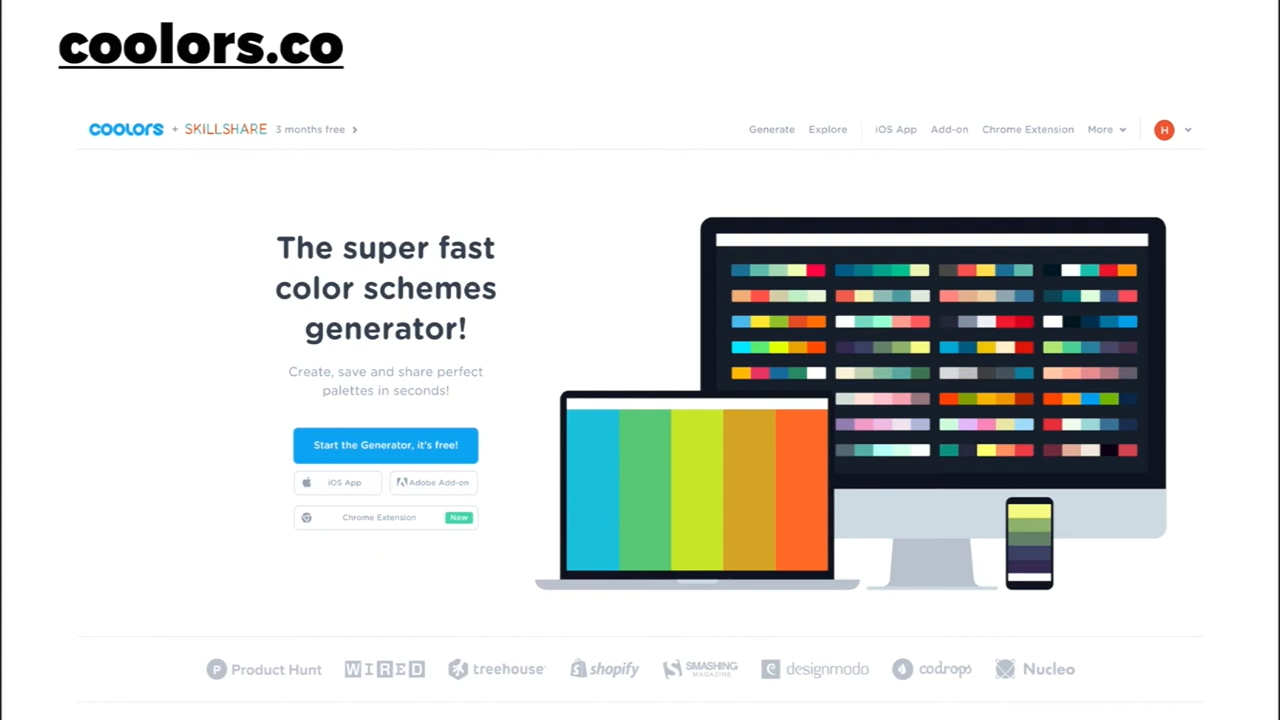 coolors.co
coolors + SKILLSHARE 3 months free
Generate Explore iOS App Add-on Chrome Extension More H
The super fast
color schemes
generator!
Create, save and share perfect
palettes in seconds!
Start the Generator, it's free!
iOS App Adobe Add-on
Chrome Extension New
P Product Hunt WIRED treehouse shopify SMASHING MAGAZINE designmodo codrops Nucleo